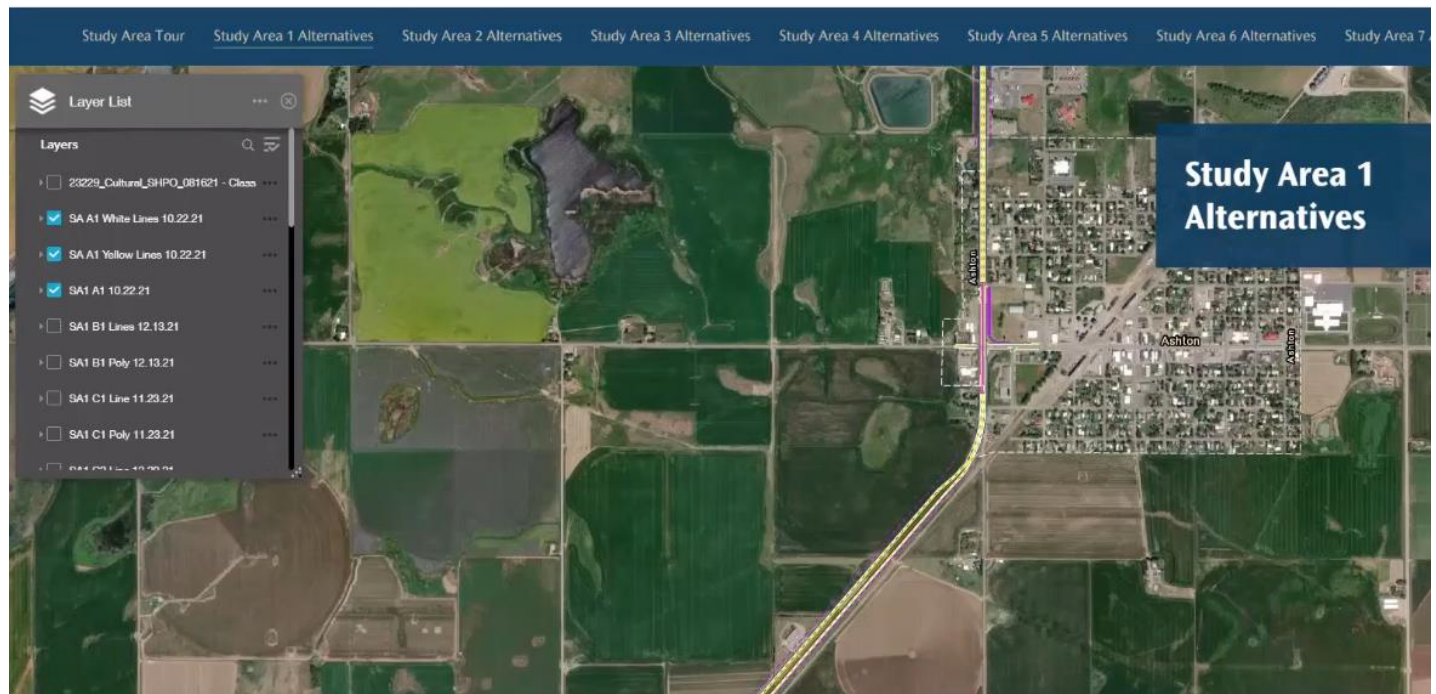 Study Area Tour Study Area 1 Alternatives Study Area 2 Alternatives Study Area 3 Alternatives Study Area 4 Alternatives Study Area 5 Alternatives Study Area 6 Alternatives Study Area 7
Layer List
Layers
23229_Cultural_SHPO_081621 - Class
SA A1 White Lines 10.22.21
SA A1 Yellow Lines 10.22.21
SA1 A1 10.22.21
SA1 B1 Lines 12.13.21
SA1 B1 Poly 12.13.21
SA1 C1 Line 11.23.21
SA1 C1 Poly 11.23.21
Study Area 1
Alternatives
Ashton
Ashton
Ashton